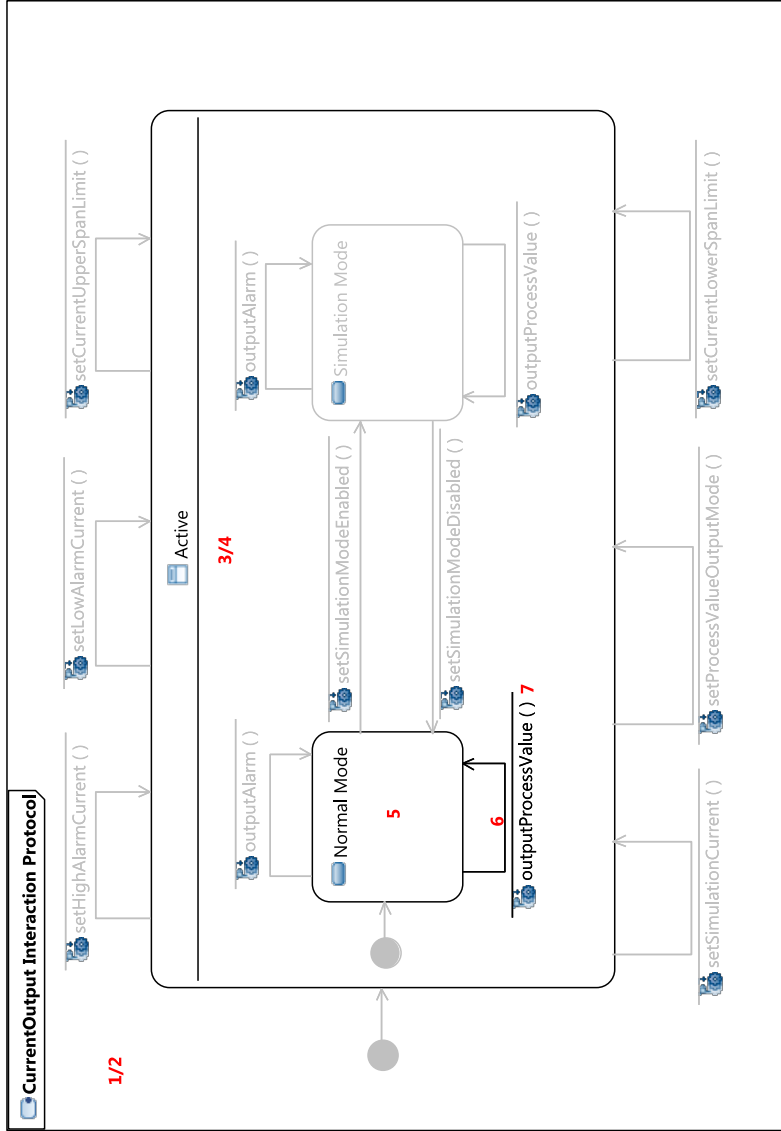 CurrentOutput Interaction Protocol
1/2
setHighAlarmCurrent ( )
setLowAlarmCurrent ( )
setCurrentUpperSpanLimit ( )
Active
3/4
outputAlarm ( )
outputAlarm ( )
Normal Mode
5
setSimulationModeEnabled ( )
Simulation Mode
setSimulationModeDisabled ( )
6
outputProcessValue ( )
7
outputProcessValue ( )
setSimulationCurrent ( )
setProcessValueOutputMode ( )
setCurrentLowerSpanLimit ( )